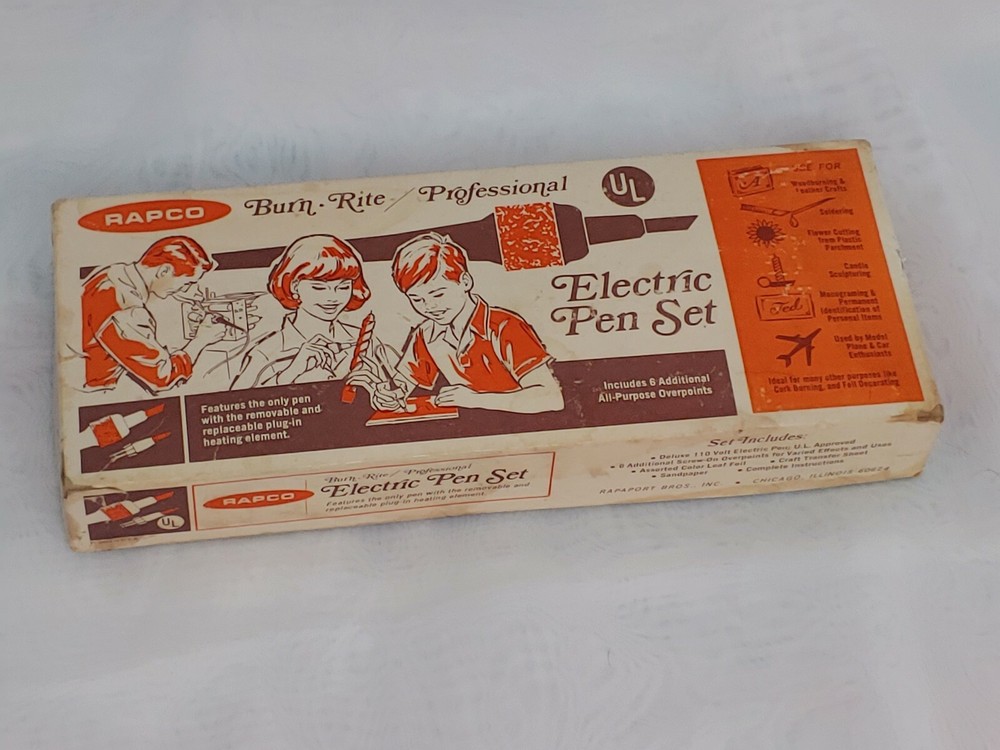 RAPCO
Burn-Rite / Professional
UL
Electric
Pen Set
Features the only pen
with the removable and
replaceable plug-in
heating element.
Includes 6 Additional
All-Purpose Overpoints
A
FOR
Woodburning &
Leather Crafts
Soldering
Flower Cutting
from Plastic
Parchment
Candle
Sculpturing
Ted
Monograming &
Permanent
Identification of
Personal Items
Used by Model
Plane & Car
Enthusiasts
Ideal for many other purposes like
Cork Burning, and Foil Decorating
UL
RAPCO
Burn-Rite / Professional
Electric Pen Set
Features the only pen with the removable and
replaceable plug-in heating element.
Set Includes:
• Deluxe 110 Volt Electric Pen; U.L. Approved
• 6 Additional Screw-On Overpoints for Varied Effects and Uses
• Assorted Color Leaf Foil • Craft Transfer Sheet
• Sandpaper • Complete Instructions
RAPAPORT BROS., INC. • CHICAGO, ILLINOIS 60624